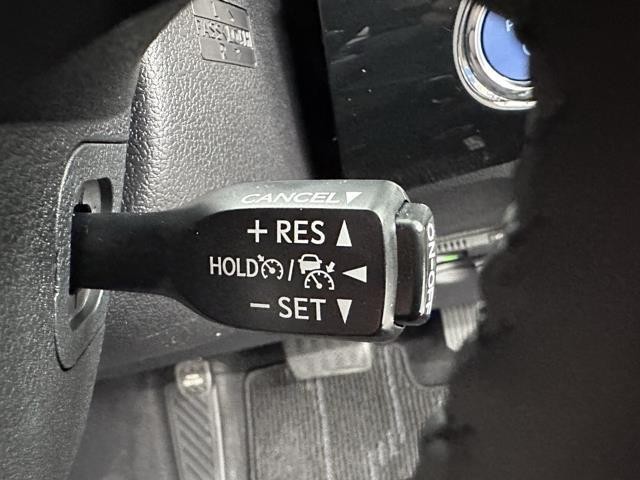 CANCEL▼
+ RES ▲
HOLD / ◀
− SET ▼
ON-OFF